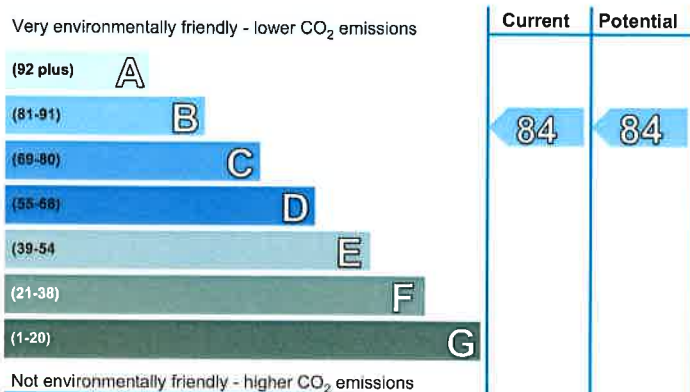 Very environmentally friendly - lower CO₂ emissions
Current
Potential
(92 plus) A
(81-91) B
84
84
(69-80) C
(55-68) D
(39-54 E
(21-38) F
(1-20) G
Not environmentally friendly - higher CO₂ emissions